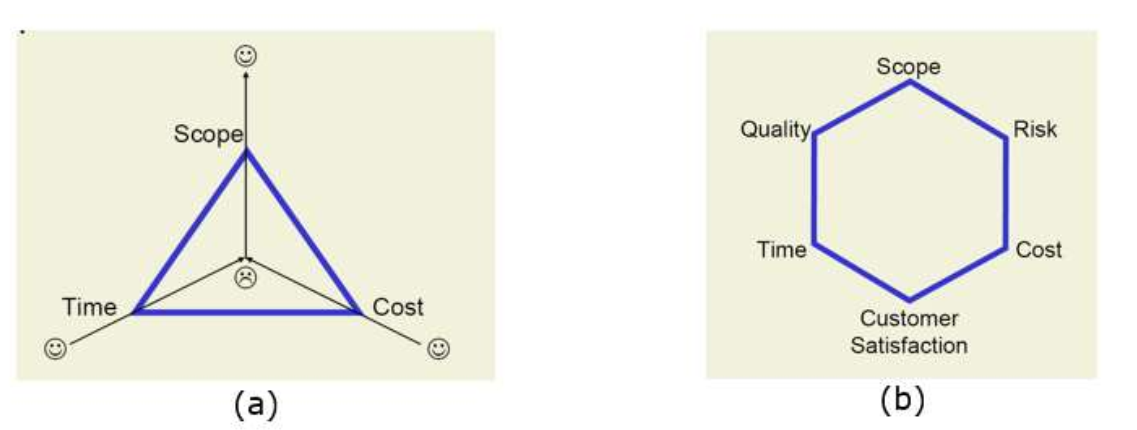 Scope
Time
Cost
(a)
Scope
Quality
Risk
Time
Cost
Customer
Satisfaction
(b)